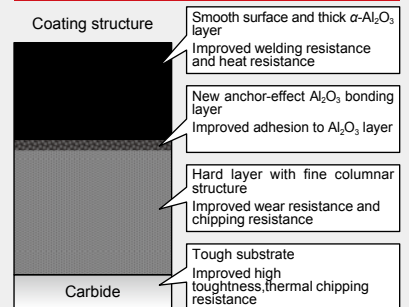 Coating structure
Smooth surface and thick α-Al₂O₃
layer
Improved welding resistance
and heat resistance
New anchor-effect Al₂O₃ bonding
layer
Improved adhesion to Al₂O₃ layer
Hard layer with fine columnar
structure
Improved wear resistance and
chipping resistance
Tough substrate
Improved high
toughtness,thermal chipping
resistance
Carbide